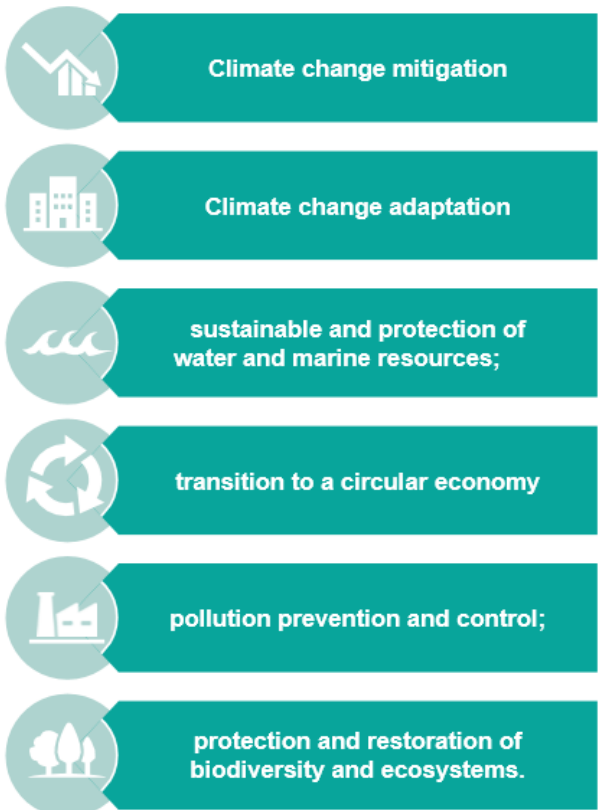 Climate change mitigation
Climate change adaptation
sustainable and protection of
water and marine resources;
transition to a circular economy
pollution prevention and control;
protection and restoration of
biodiversity and ecosystems.